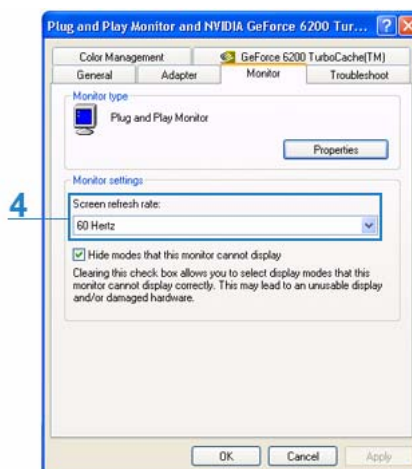 Plug and Play Monitor and NVIDIA GeForce 6200 Tur...
Color Management
GeForce 6200 TurboCache(TM)
General
Adapter
Monitor
Troubleshoot
Monitor type
Plug and Play Monitor
Properties
Monitor settings
4
Screen refresh rate:
60 Hertz
Hide modes that this monitor cannot display
Clearing this check box allows you to select display modes that this
monitor cannot display correctly. This may lead to an unusable display
and/or damaged hardware.
OK
Cancel
Apply